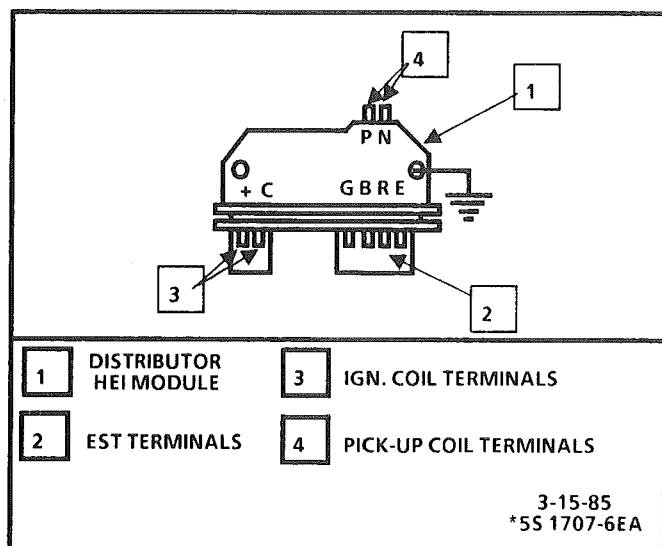 4
P N
1
+ C
G B R E
3
2
1 DISTRIBUTOR
HEI MODULE
3 IGN. COIL TERMINALS
2 EST TERMINALS
4 PICK-UP COIL TERMINALS
3-15-85
*5S 1707-6EA